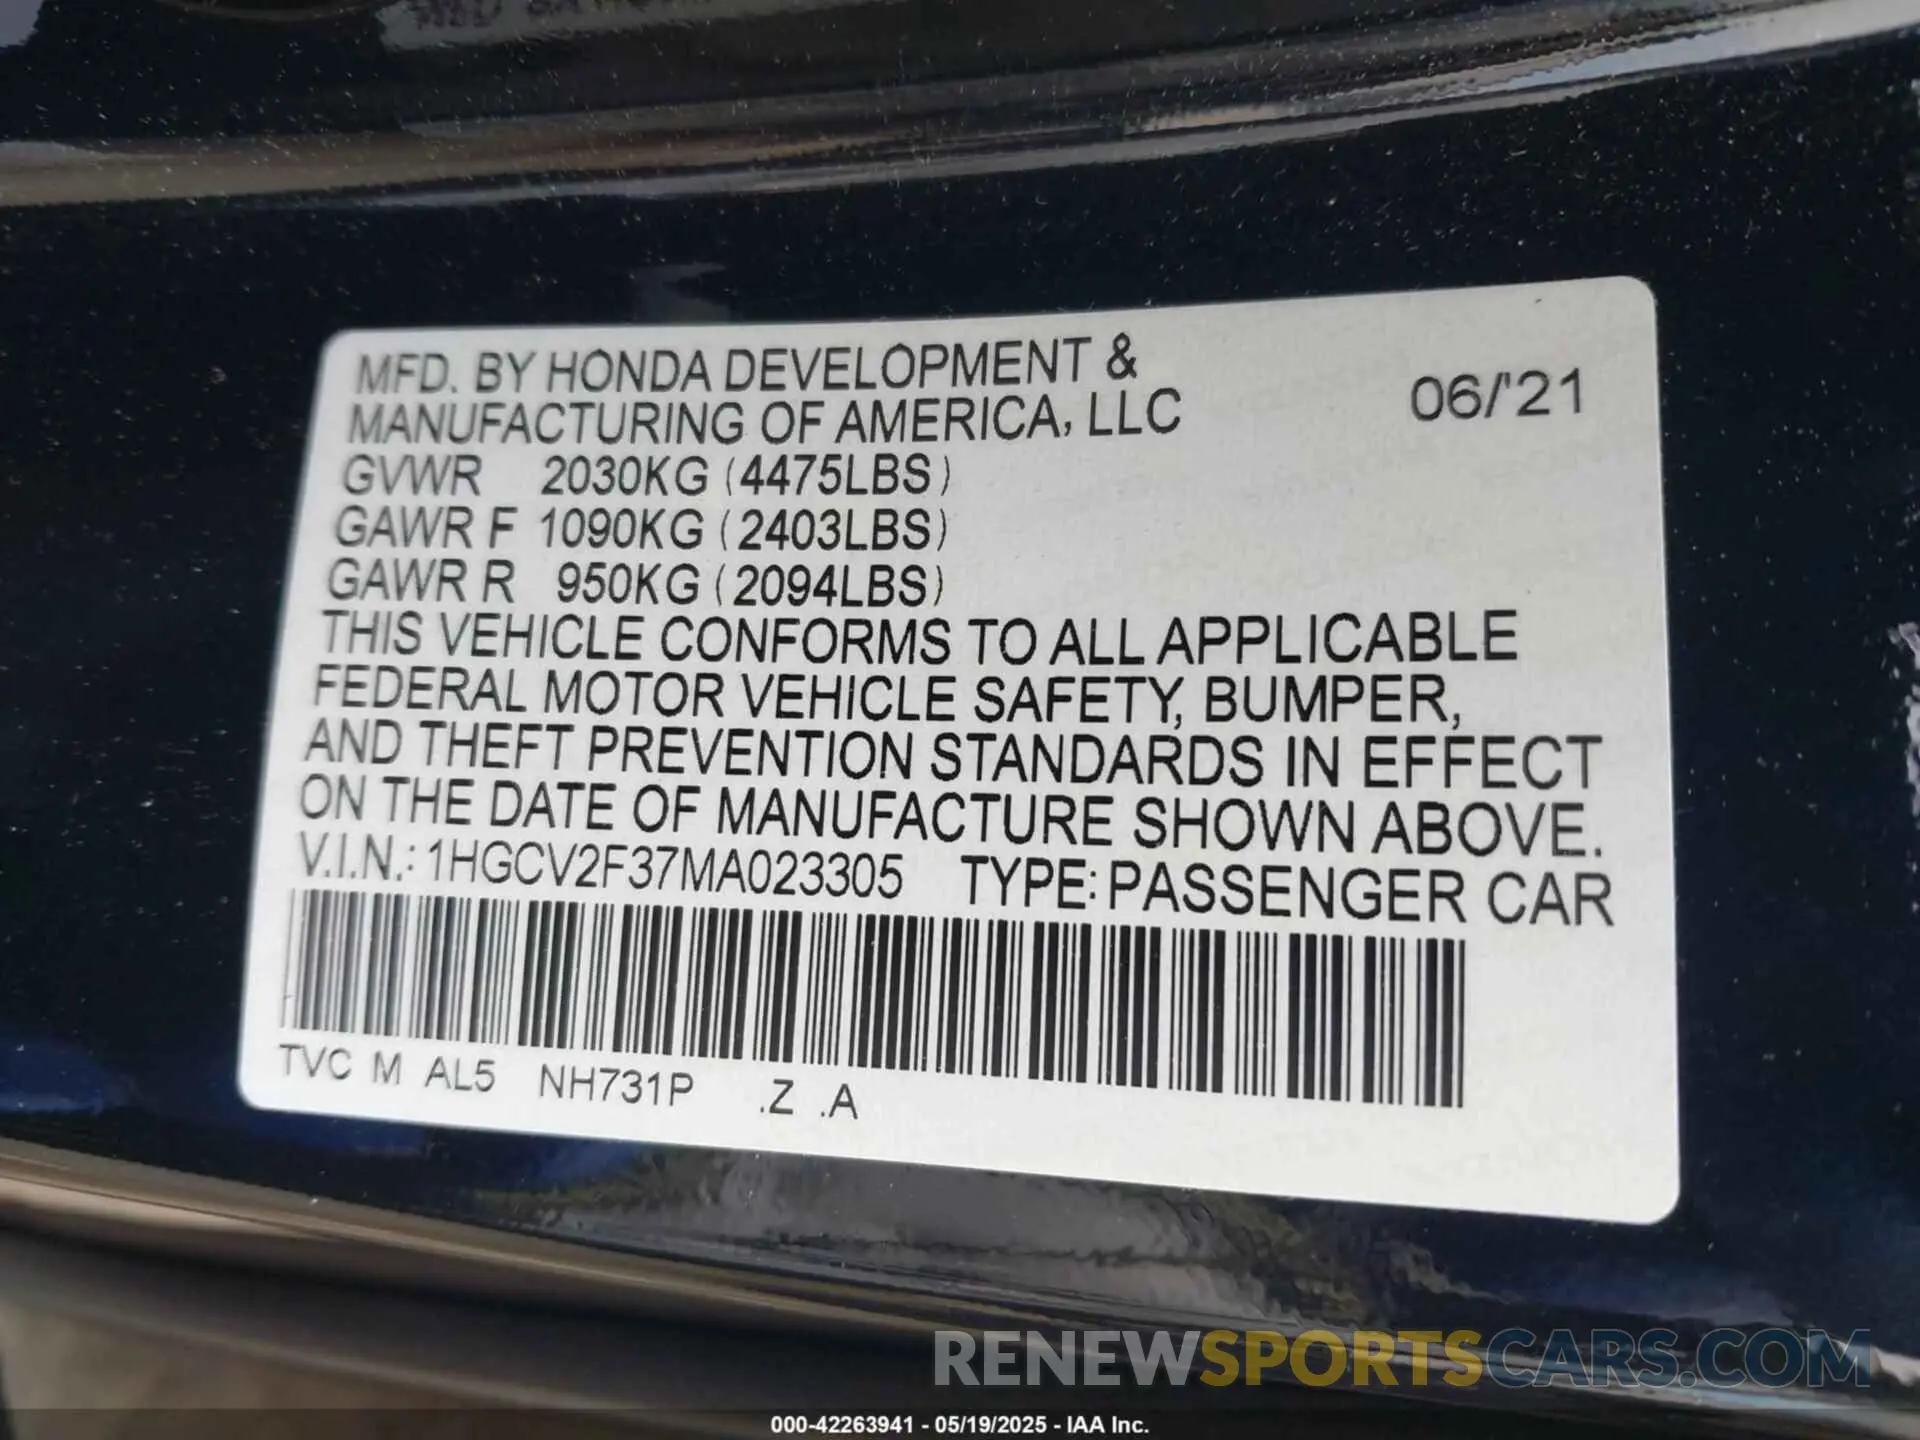 MFD. BY HONDA DEVELOPMENT &
MANUFACTURING OF AMERICA, LLC
06/'21
GVWR 2030KG (4475LBS)
GAWR F 1090KG (2403LBS)
GAWR R 950KG (2094LBS)
THIS VEHICLE CONFORMS TO ALL APPLICABLE
FEDERAL MOTOR VEHICLE SAFETY, BUMPER,
AND THEFT PREVENTION STANDARDS IN EFFECT
ON THE DATE OF MANUFACTURE SHOWN ABOVE.
V.I.N.: 1HGCV2F37MA023305 TYPE: PASSENGER CAR
TVC M AL5 NH731P .Z .A
RENEWSPORTSCARS.COM
000-42263941 - 05/19/2025 - IAA Inc.